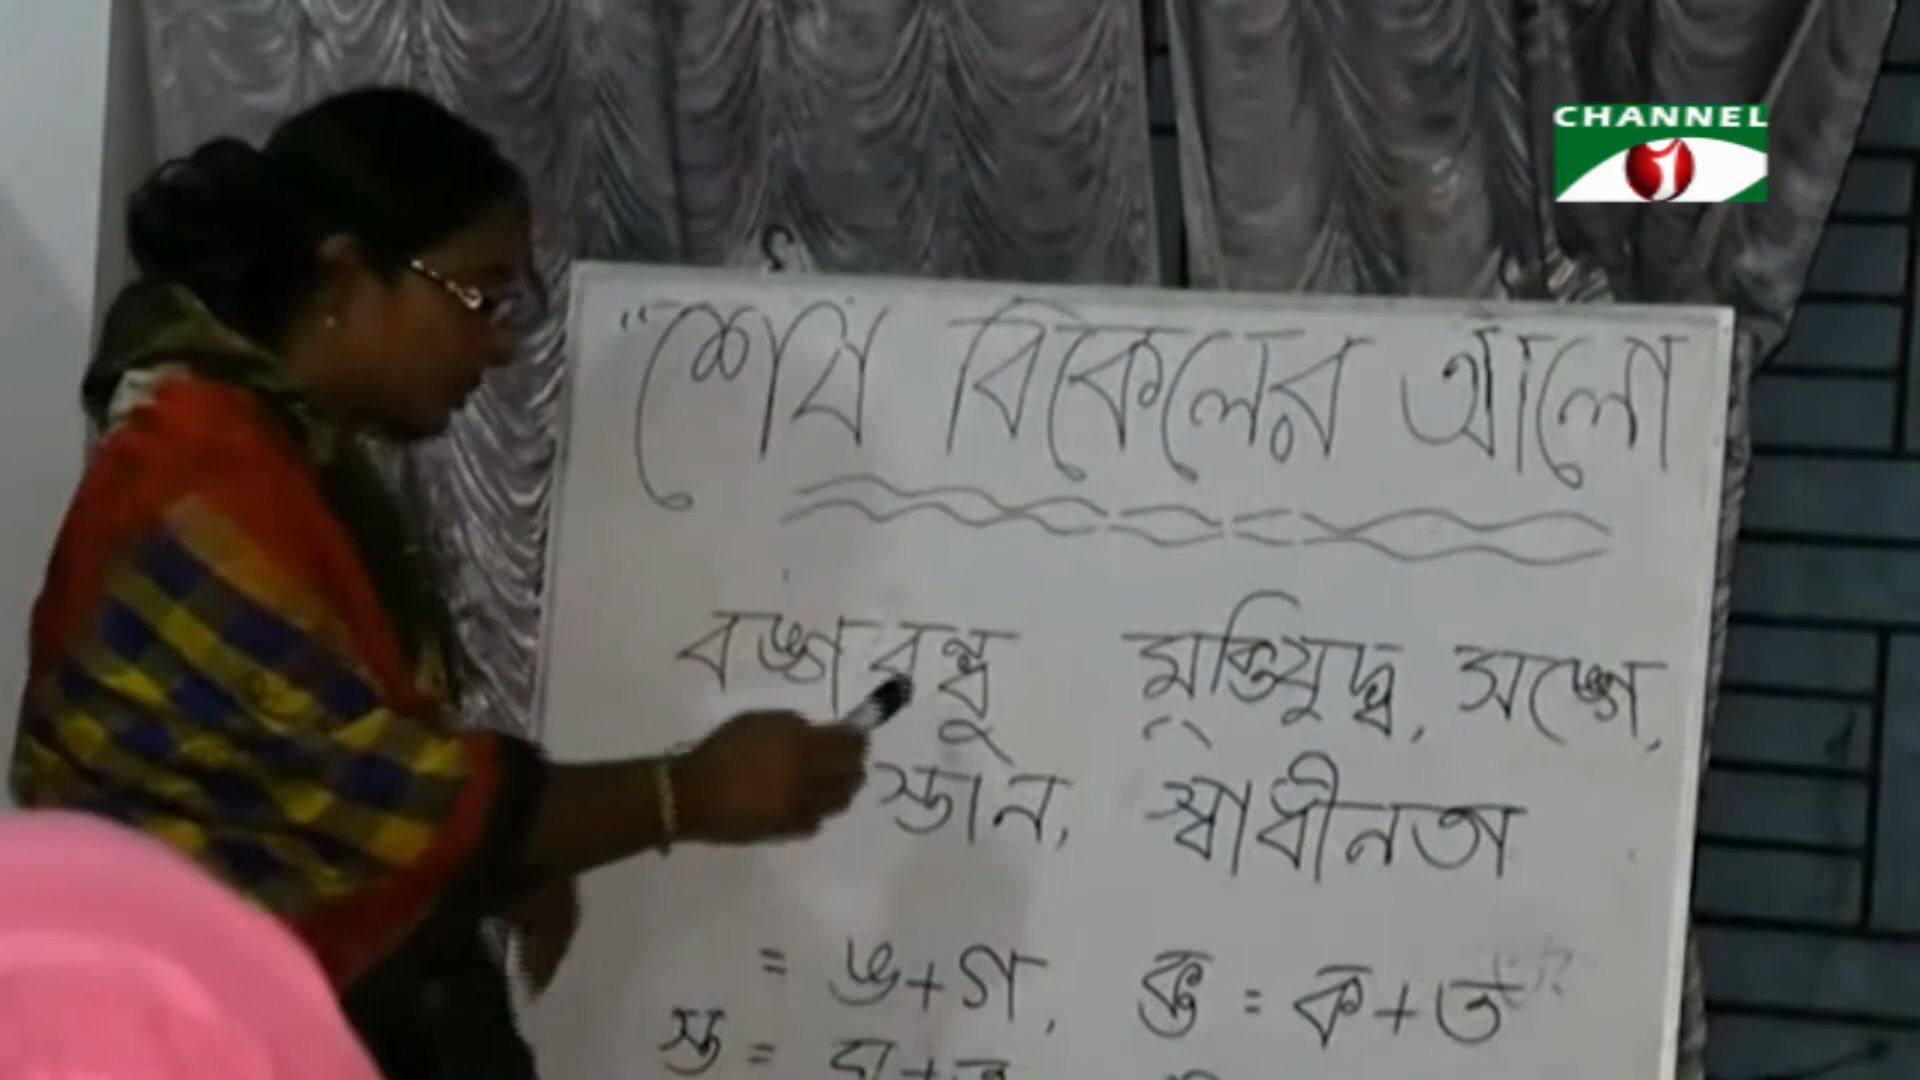 CHANNEL
"শেষ বিকেলের আলো
বঙ্গবন্ধু মুক্তিযুদ্ধ, সঙ্গে,
স্তান, স্বাধীনতা
= ঙ+গ, ক্ত = ক+ত
স্ত =